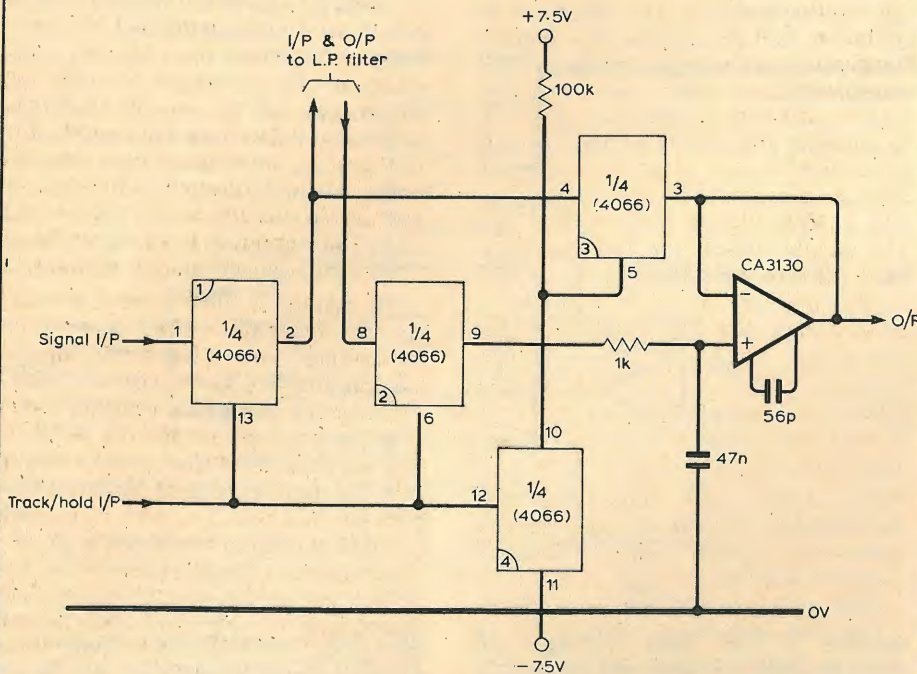 +7.5V
I/P & O/P
to L.P. filter
100k
4
1/4
(4066)
3
3
5
CA3130
1
1/4
(4066)
Signal I/P
1
2
8
1/4
(4066)
9
2
−
+
O/P
1k
56p
13
6
10
47n
Track/hold I/P
12
1/4
(4066)
4
11
0V
−7.5V